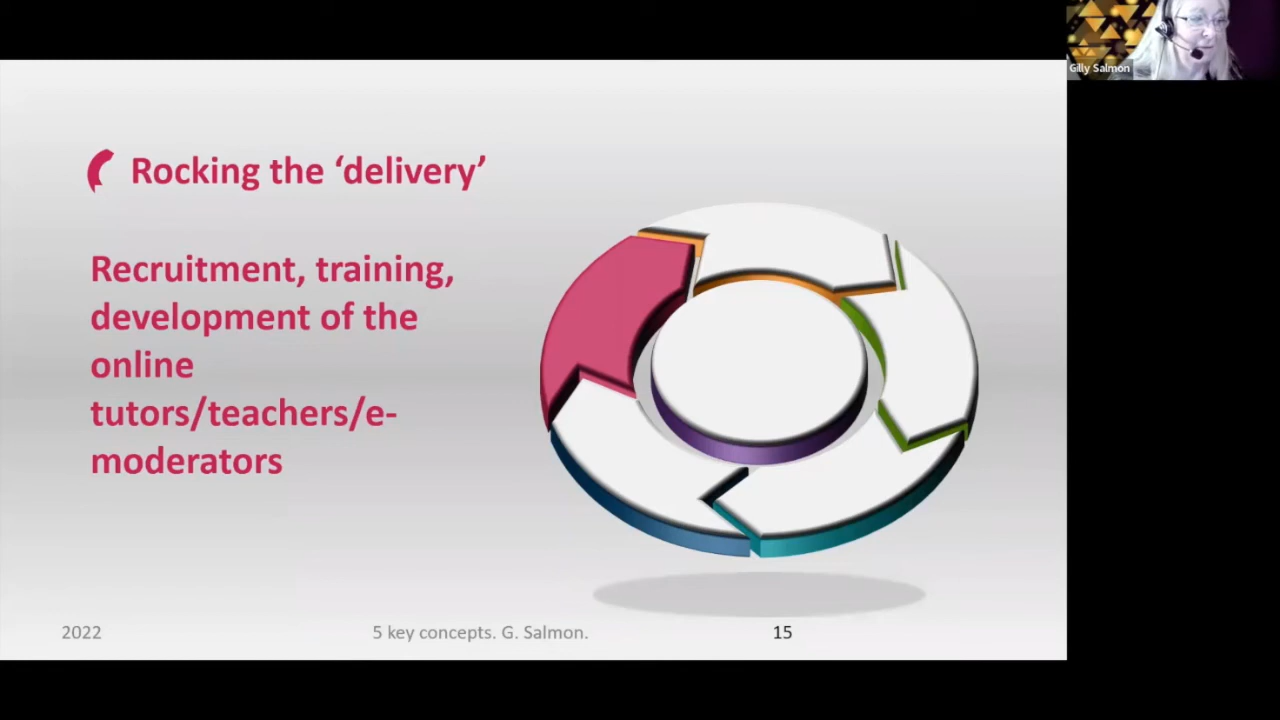 Gilly Salmon
Rocking the ‘delivery’
Recruitment, training,
development of the
online
tutors/teachers/e-
moderators
2022
5 key concepts. G. Salmon.
15